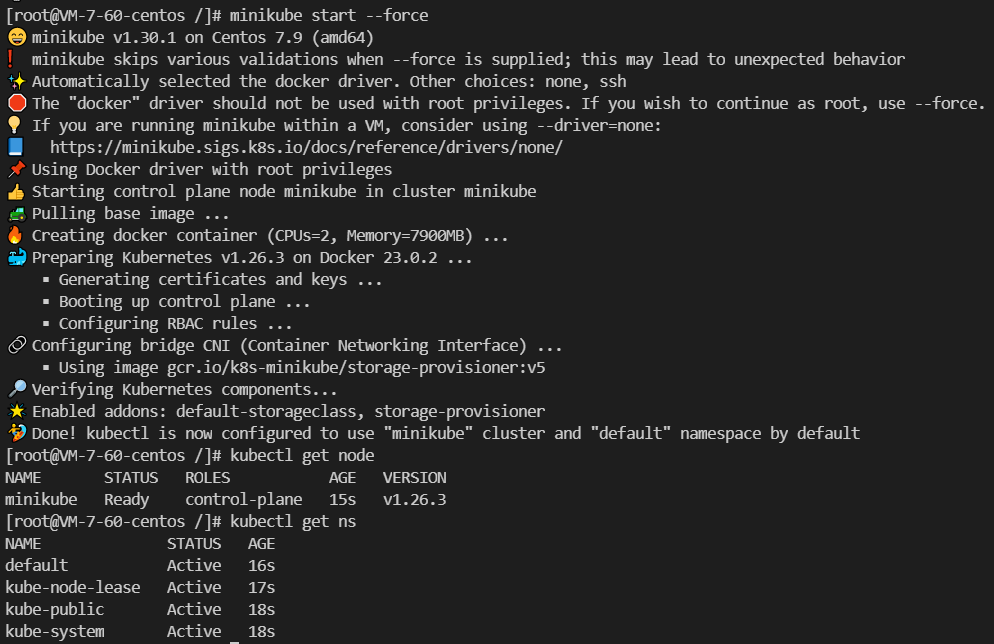 [root@VM-7-60-centos /]# minikube start --force
😄 minikube v1.30.1 on Centos 7.9 (amd64)
❗ minikube skips various validations when --force is supplied; this may lead to unexpected behavior
✨ Automatically selected the docker driver. Other choices: none, ssh
🛑 The "docker" driver should not be used with root privileges. If you wish to continue as root, use --force.
💡 If you are running minikube within a VM, consider using --driver=none:
📘 https://minikube.sigs.k8s.io/docs/reference/drivers/none/
📌 Using Docker driver with root privileges
👍 Starting control plane node minikube in cluster minikube
🚜 Pulling base image ...
🔥 Creating docker container (CPUs=2, Memory=7900MB) ...
🐳 Preparing Kubernetes v1.26.3 on Docker 23.0.2 ...
▪ Generating certificates and keys ...
▪ Booting up control plane ...
▪ Configuring RBAC rules ...
🔗 Configuring bridge CNI (Container Networking Interface) ...
▪ Using image gcr.io/k8s-minikube/storage-provisioner:v5
🔎 Verifying Kubernetes components...
🌟 Enabled addons: default-storageclass, storage-provisioner
🏄 Done! kubectl is now configured to use "minikube" cluster and "default" namespace by default
[root@VM-7-60-centos /]# kubectl get node
NAME STATUS ROLES AGE VERSION
minikube Ready control-plane 15s v1.26.3
[root@VM-7-60-centos /]# kubectl get ns
NAME STATUS AGE
default Active 16s
kube-node-lease Active 17s
kube-public Active 18s
kube-system Active 18s